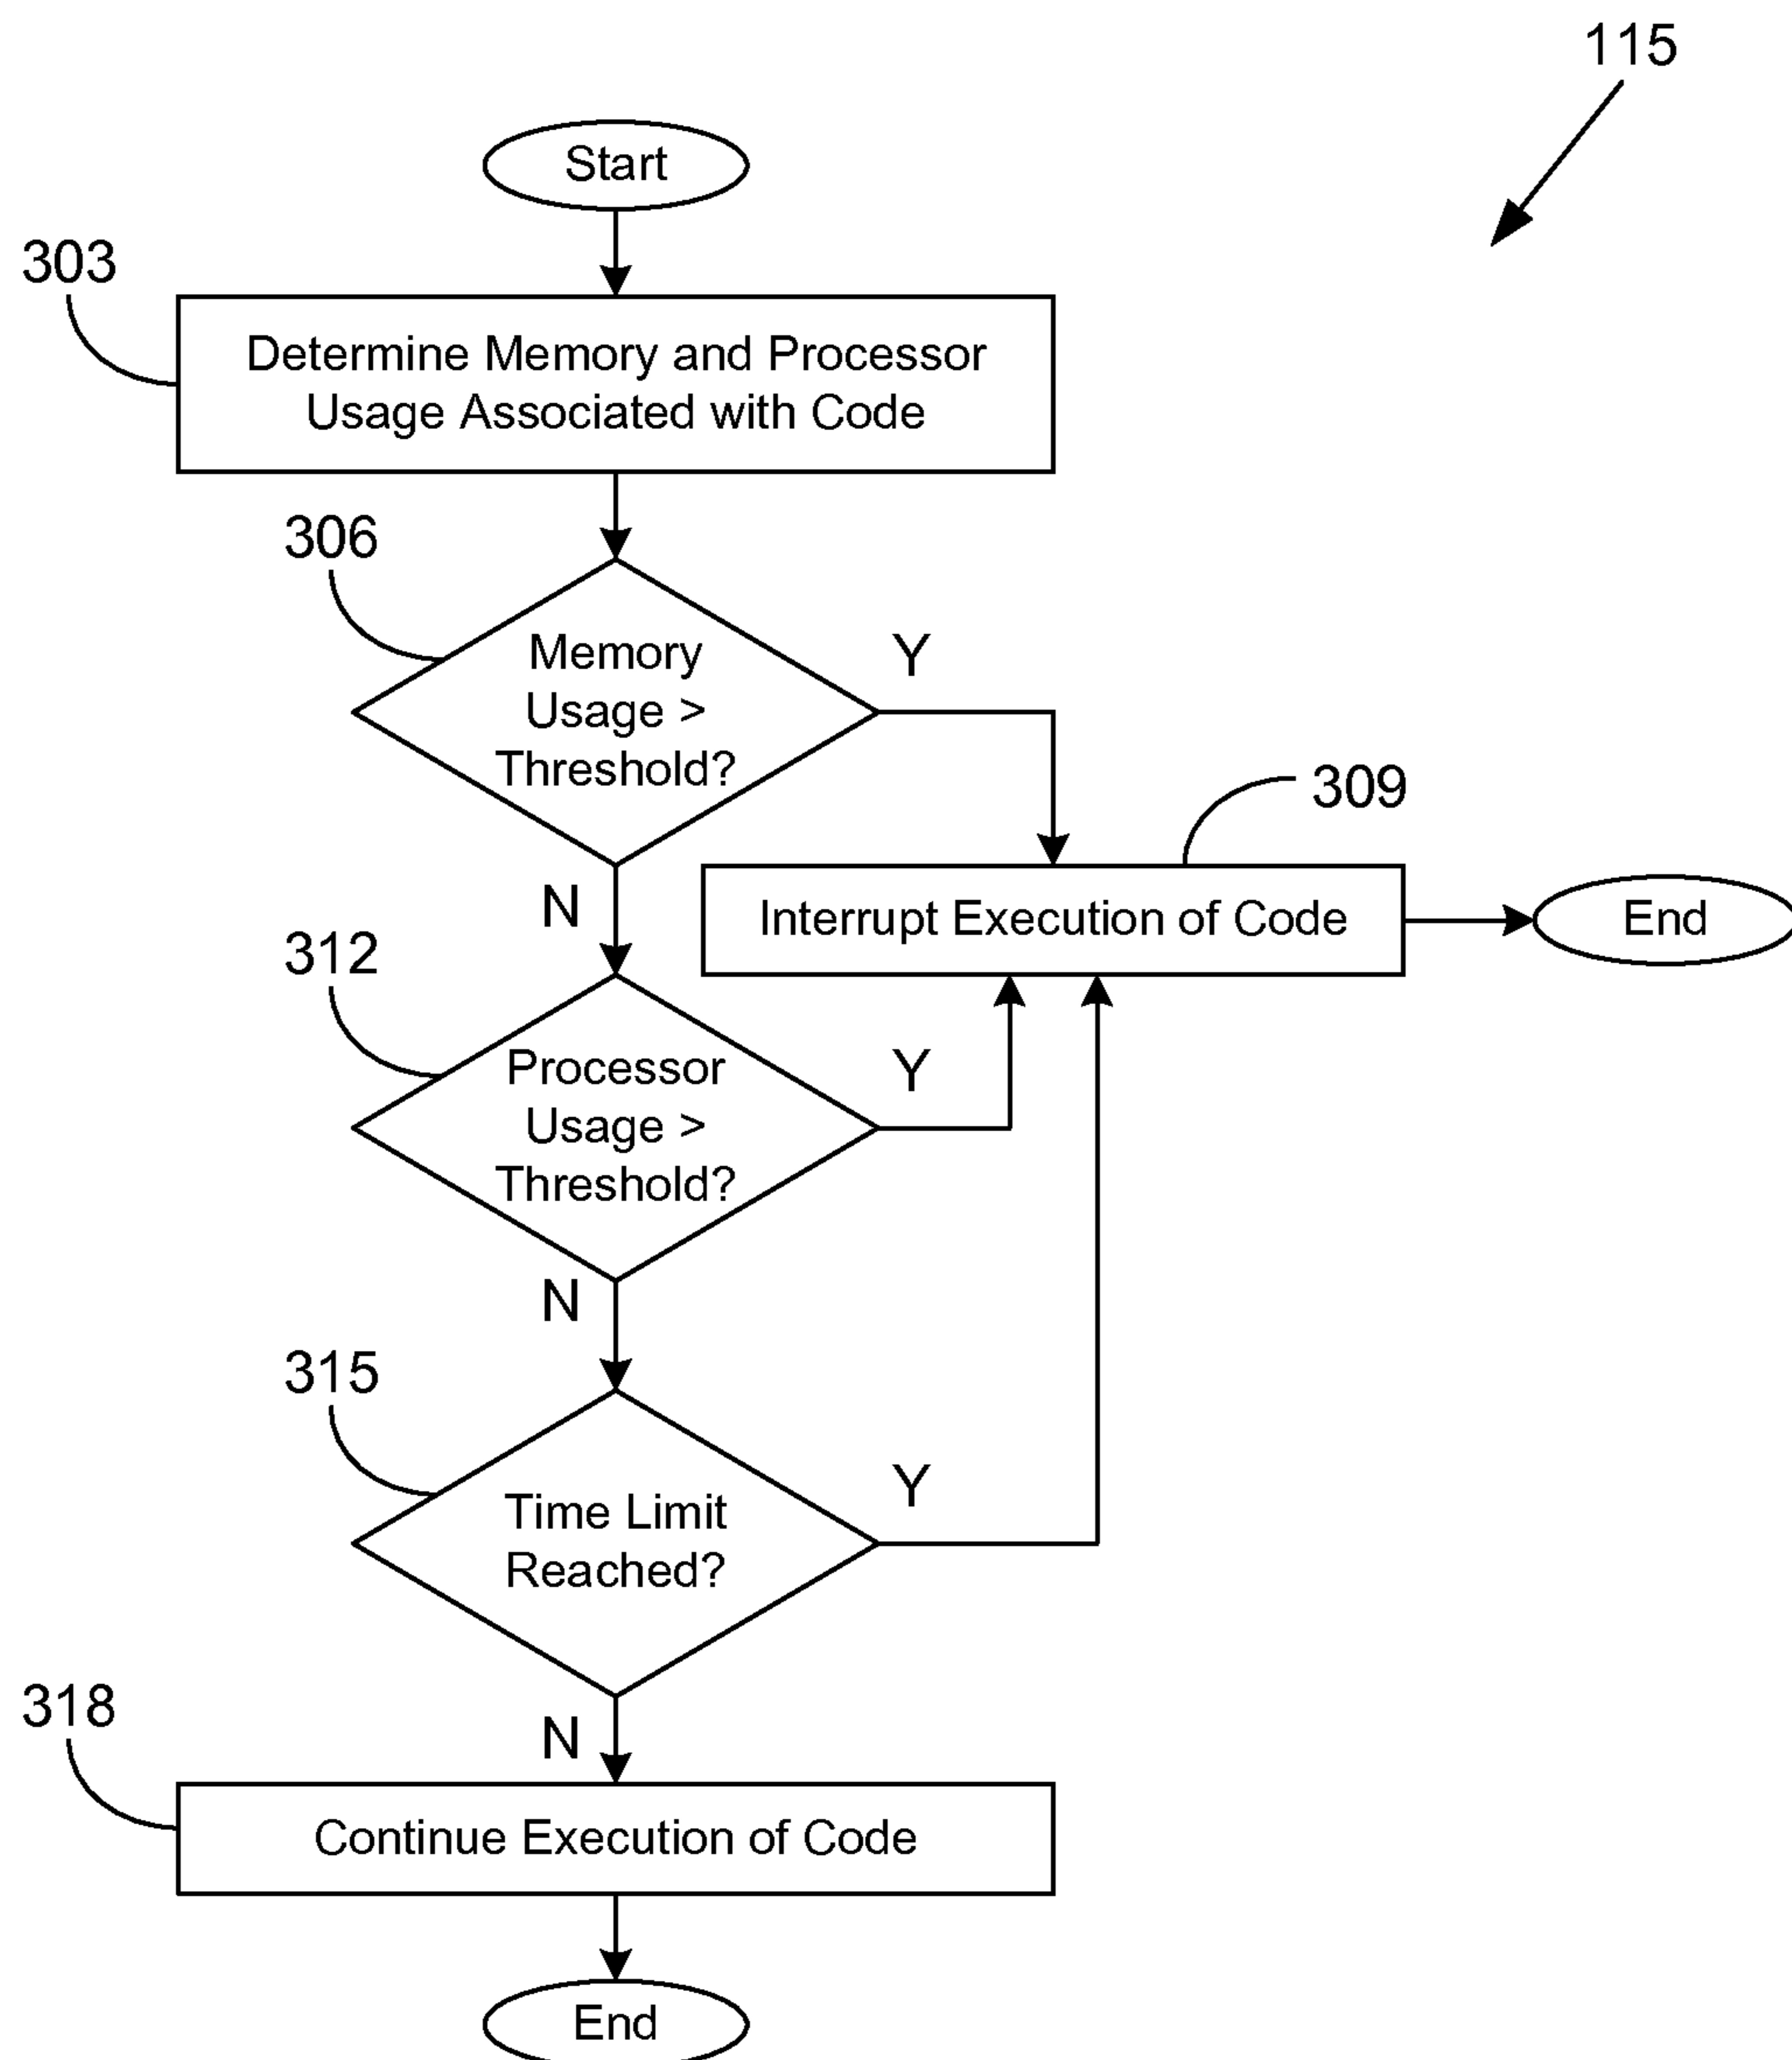 115
Start
303
Determine Memory and Processor
Usage Associated with Code
306
Memory
Usage >
Threshold?
Y
309
N
Interrupt Execution of Code
End
312
Processor
Usage >
Threshold?
Y
N
315
Time Limit
Reached?
Y
318
N
Continue Execution of Code
End